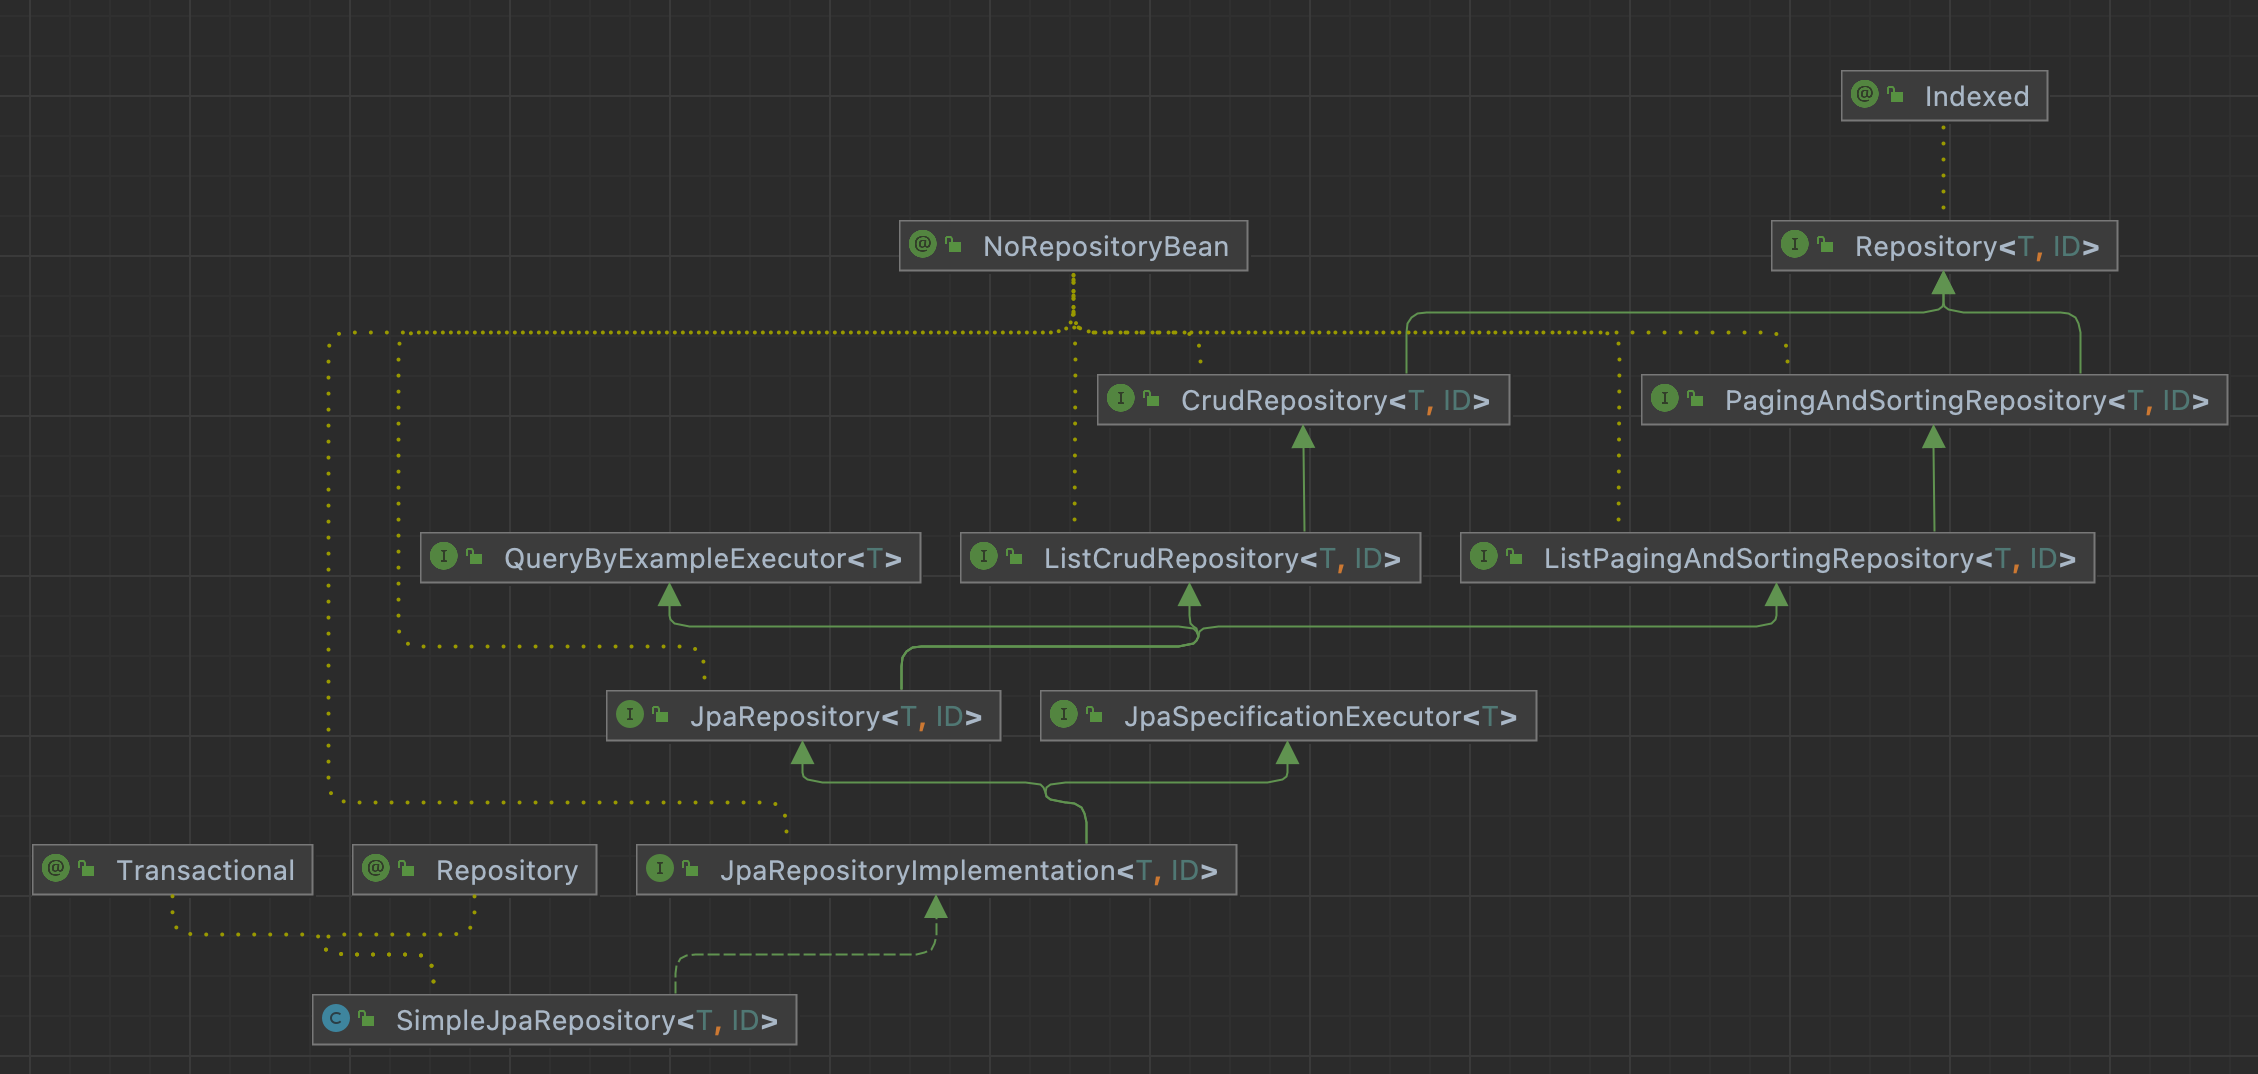 @ Indexed
@ NoRepositoryBean
I Repository<T, ID>
I CrudRepository<T, ID>
I PagingAndSortingRepository<T, ID>
I QueryByExampleExecutor<T>
I ListCrudRepository<T, ID>
I ListPagingAndSortingRepository<T, ID>
I JpaRepository<T, ID>
I JpaSpecificationExecutor<T>
@ Transactional
@ Repository
I JpaRepositoryImplementation<T, ID>
C SimpleJpaRepository<T, ID>